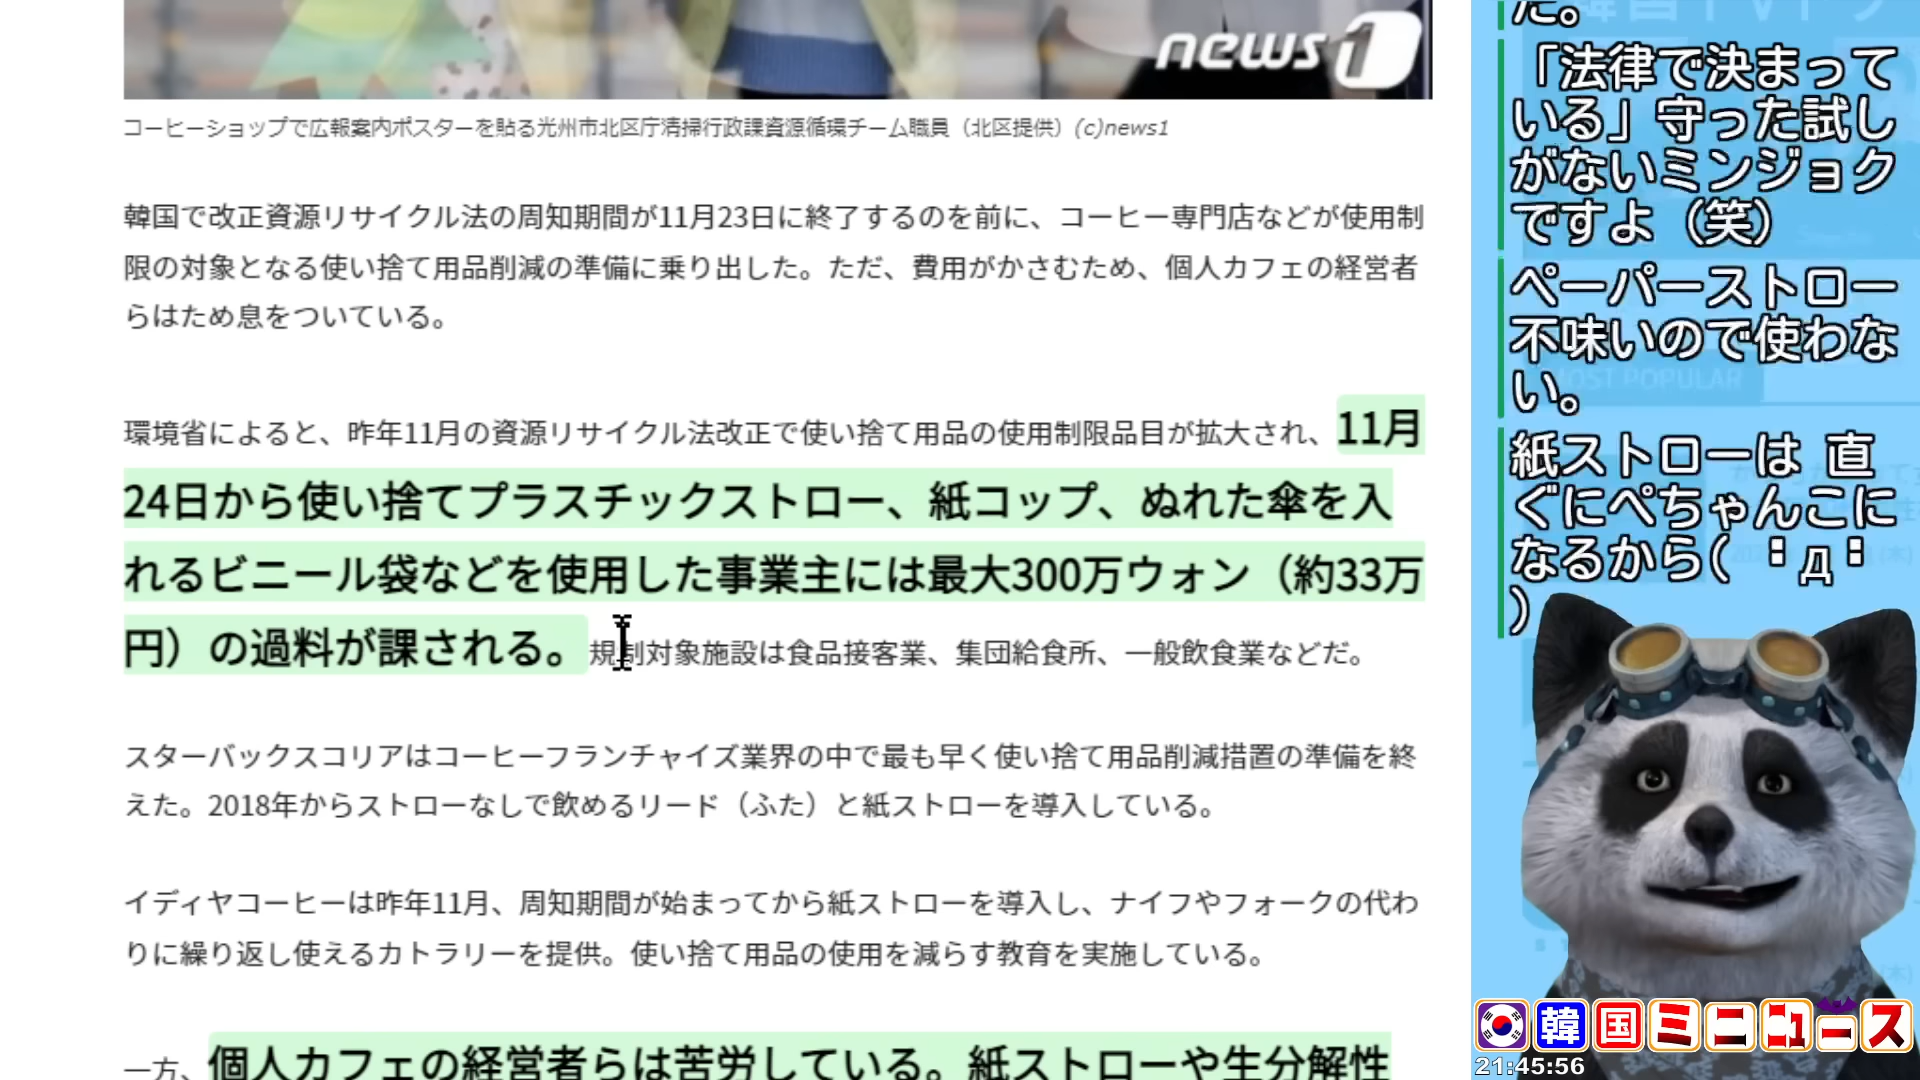 news1
コーヒーショップで広報案内ポスターを貼る光州市北区庁清掃行政課資源循環チーム職員（北区提供）(c)news1
韓国で改正資源リサイクル法の周知期間が11月23日に終了するのを前に、コーヒー専門店などが使用制
限の対象となる使い捨て用品削減の準備に乗り出した。ただ、費用がかさむため、個人カフェの経営者
らはため息をついている。
環境省によると、昨年11月の資源リサイクル法改正で使い捨て用品の使用制限品目が拡大され、11月
24日から使い捨てプラスチックストロー、紙コップ、ぬれた傘を入
れるビニール袋などを使用した事業主には最大300万ウォン（約33万
円）の過料が課される。規制対象施設は食品接客業、集団給食所、一般飲食業などだ。
スターバックスコリアはコーヒーフランチャイズ業界の中で最も早く使い捨て用品削減措置の準備を終
えた。2018年からストローなしで飲めるリード（ふた）と紙ストローを導入している。
イディヤコーヒーは昨年11月、周知期間が始まってから紙ストローを導入し、ナイフやフォークの代わ
りに繰り返し使えるカトラリーを提供。使い捨て用品の使用を減らす教育を実施している。
一方、個人カフェの経営者らは苦労している。紙ストローや生分解性
た。
「法律で決まって
いる」守った試し
がないミンジョク
ですよ（笑）
ペーパーストロー
不味いので使わな
い。
MOST POPULAR
紙ストローは 直
ぐにぺちゃんこに
なるから( ﾟдﾟ
)
韓国ミニニュース
21:45:56